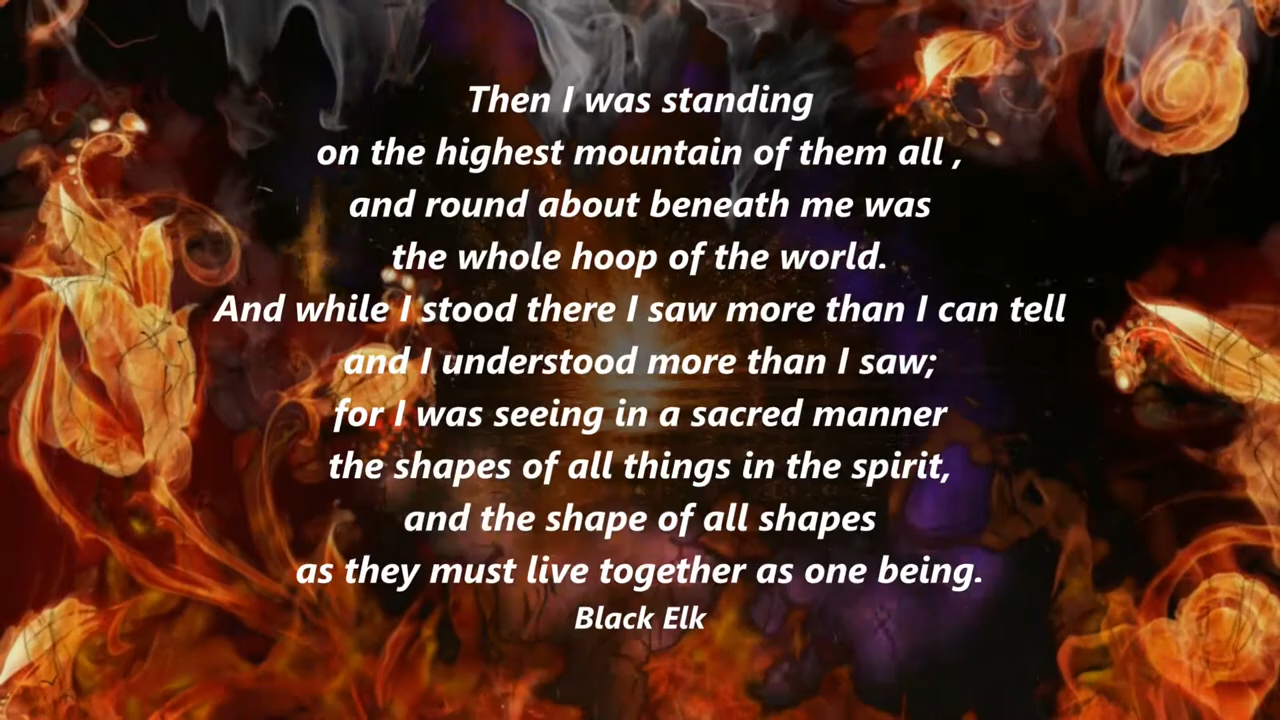 Then I was standing
on the highest mountain of them all ,
and round about beneath me was
the whole hoop of the world.
And while I stood there I saw more than I can tell
and I understood more than I saw;
for I was seeing in a sacred manner
the shapes of all things in the spirit,
and the shape of all shapes
as they must live together as one being.
Black Elk